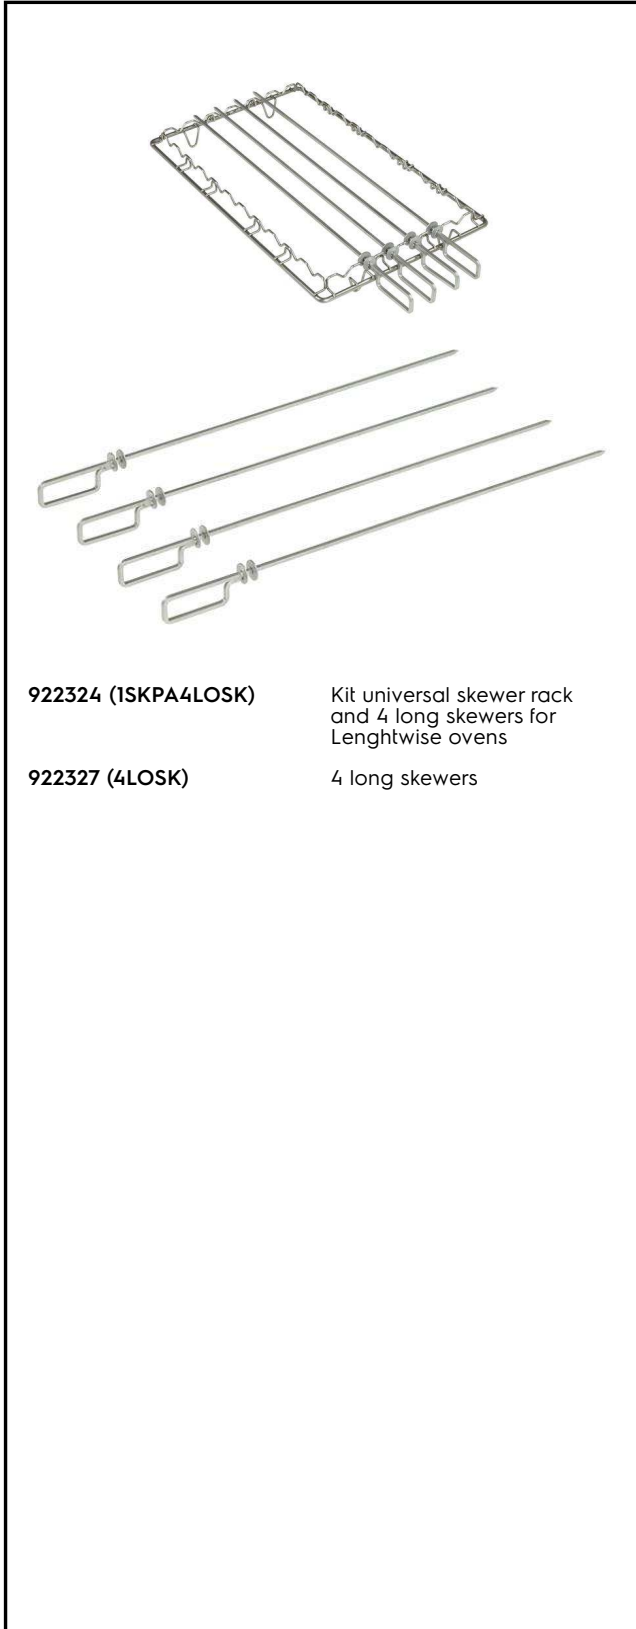 922324 (1SKPA4LOSK) Kit universal skewer rack
and 4 long skewers for
Lenghtwise ovens
922327 (4LOSK) 4 long skewers